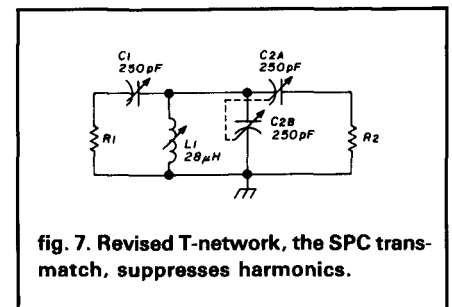 C1
250pF
C2A
250pF
R1
L1
28μH
C2B
250pF
R2
fig. 7. Revised T-network, the SPC trans-
match, suppresses harmonics.